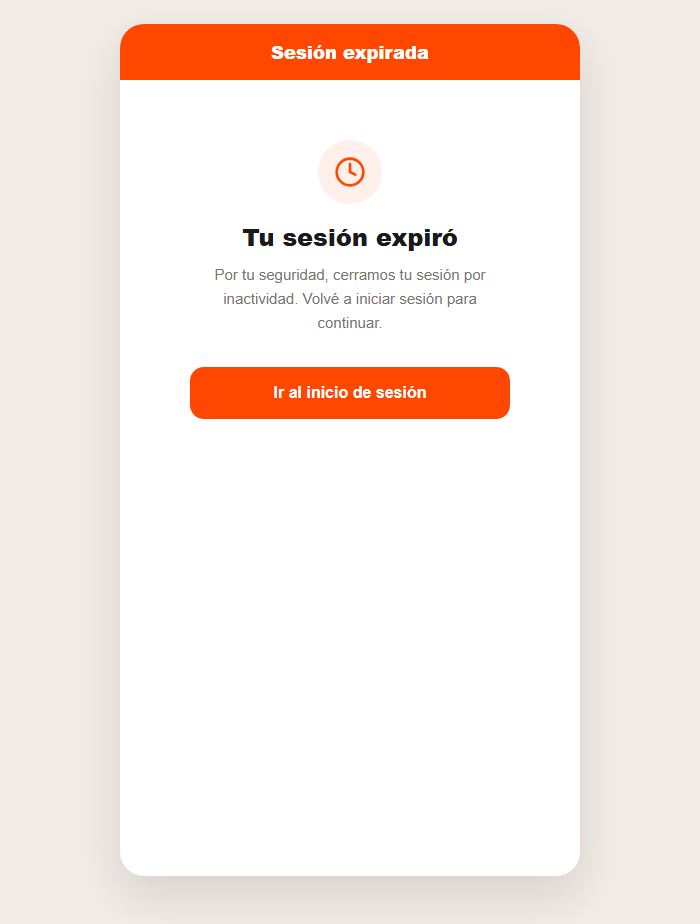 Sesión expirada
Tu sesión expiró
Por tu seguridad, cerramos tu sesión por
inactividad. Volvé a iniciar sesión para
continuar.
Ir al inicio de sesión